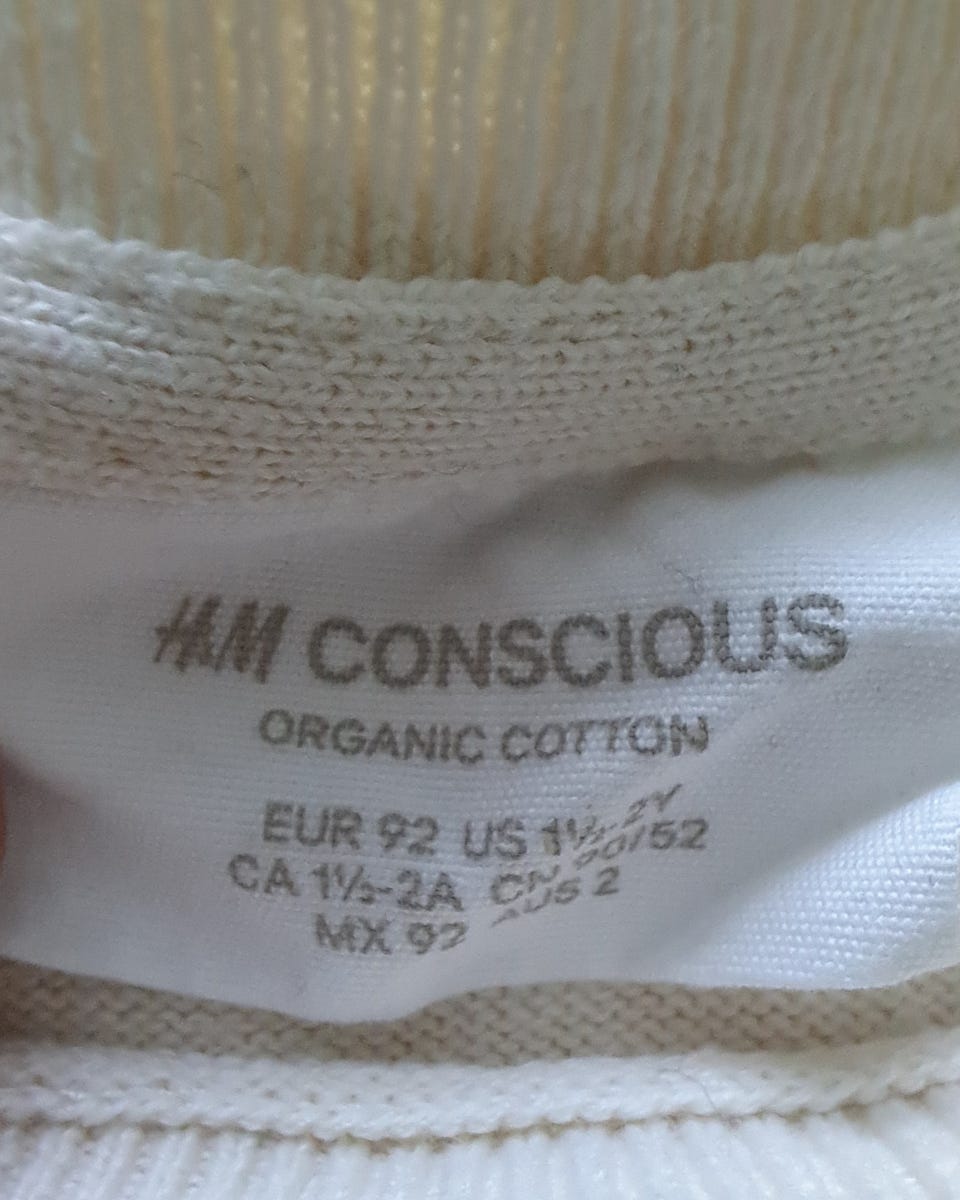 H&M CONSCIOUS
ORGANIC COTTON
EUR 92 US 1½-2Y
CA 1½-2A CN 90/52
MX 92 AUS 2